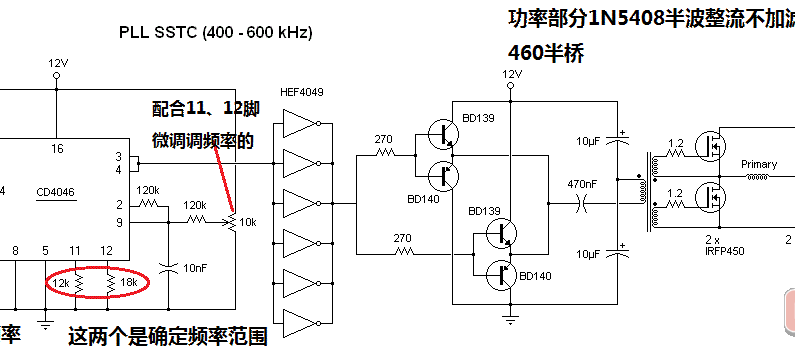 功率部分1N5408半波整流不加滤
PLL SSTC (400 - 600 kHz)
460半桥
12V
12V
HEF4049
配合11、12脚
微调调频率的
16
3
4
CD4046
2
9
120k
120k
10k
8
5
11
12
12k
18k
10nF
率
这两个是确定频率范围
270
270
BD139
BD140
BD139
BD140
10µF
+
470nF
10µF
+
1.2
1.2
Primary
2 x
IRFP450
2